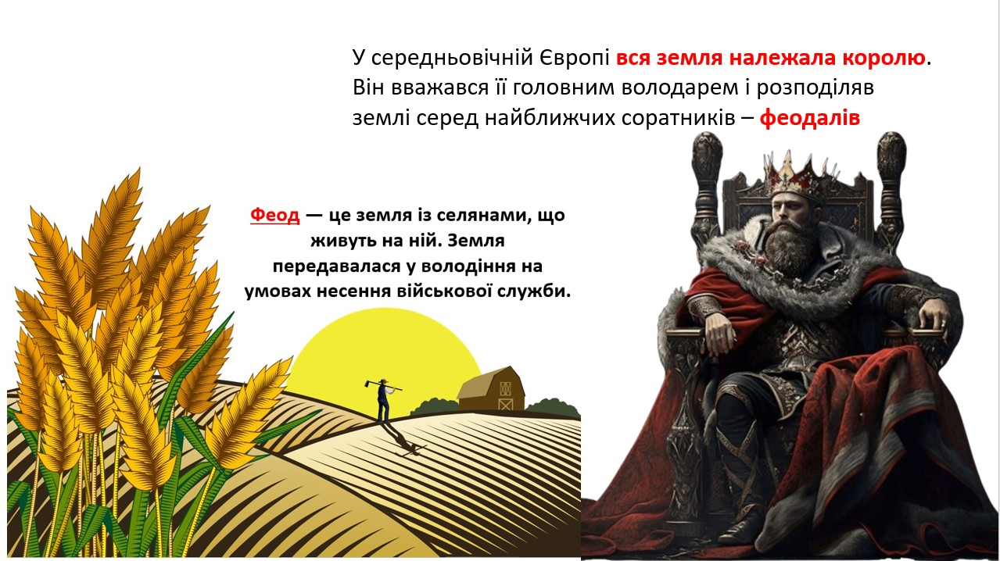 У середньовічній Європі вся земля належала королю.
Він вважався її головним володарем і розподіляв
землі серед найближчих соратників – феодалів
Феод — це земля із селянами, що
живуть на ній. Земля
передавалася у володіння на
умовах несення військової служби.